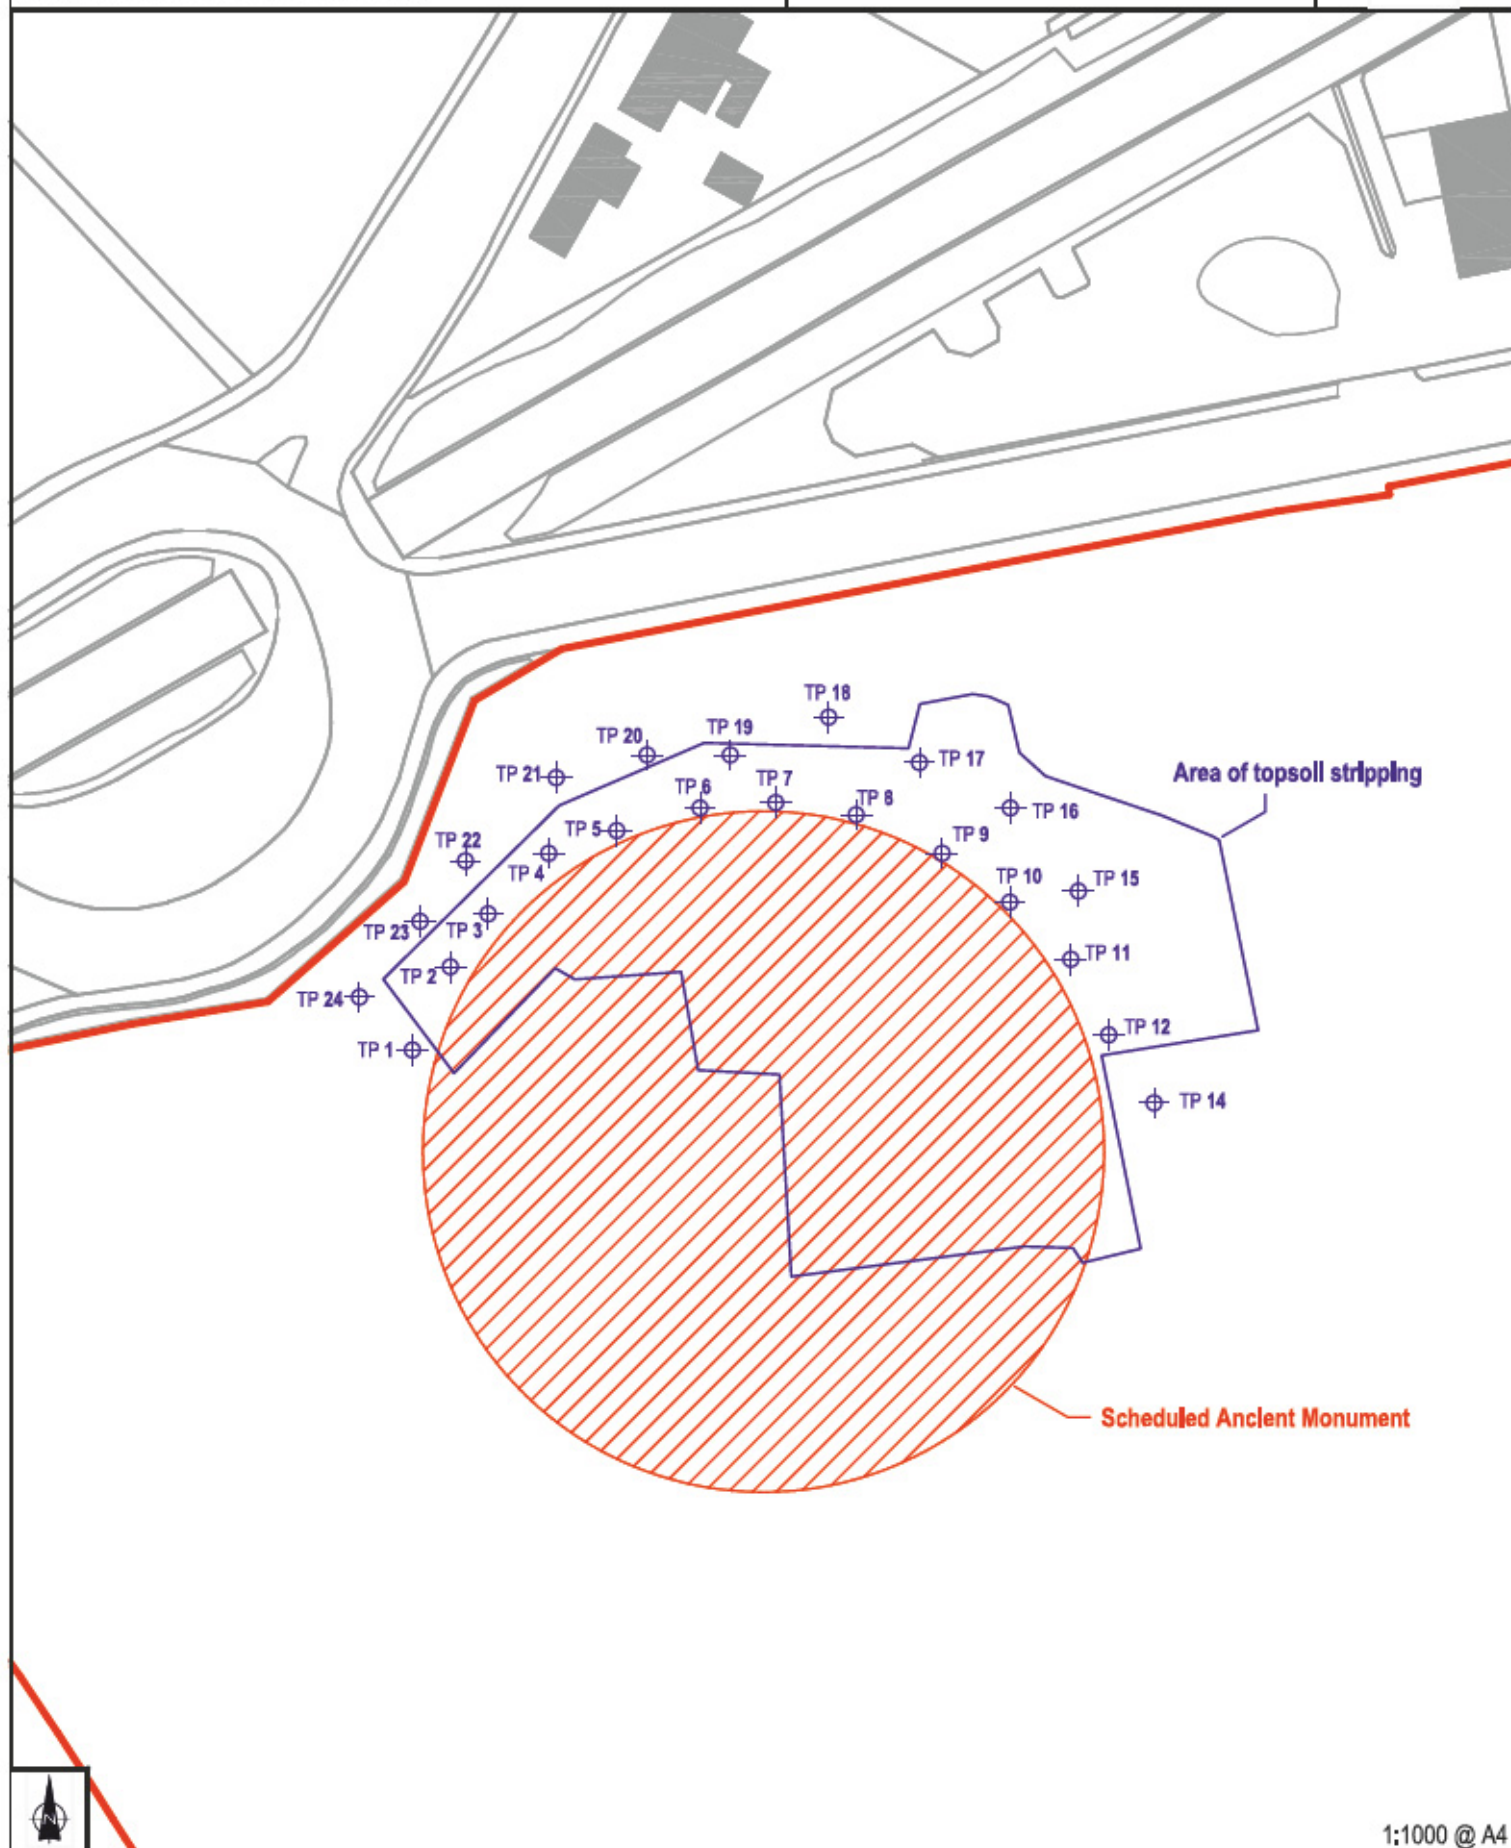 TP 18
TP 19
TP 20
TP 17
TP 21
Area of topsoil stripping
TP 7
TP 6
TP 8
TP 16
TP 5
TP 9
TP 22
TP 4
TP 10
TP 15
TP 23
TP 3
TP 11
TP 2
TP 24
TP 12
TP 1
TP 14
Scheduled Ancient Monument
N
1:1000 @ A4